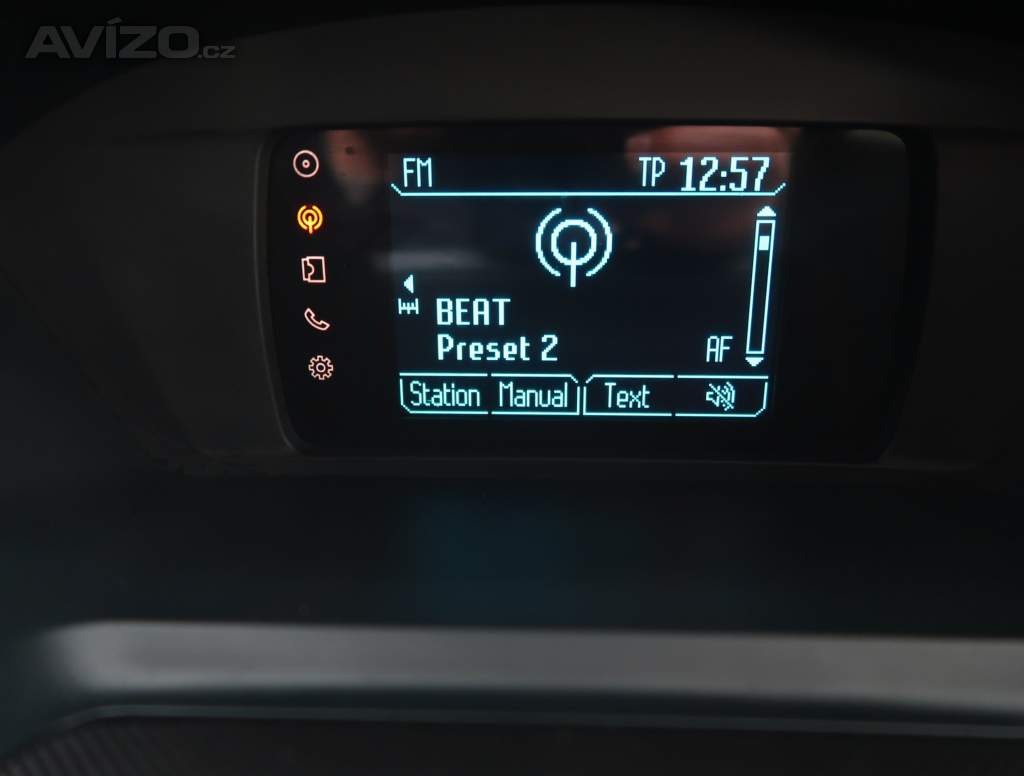 AVÍZO.cz
FM TP 12:57
BEAT
Preset 2 AF
Station Manual Text